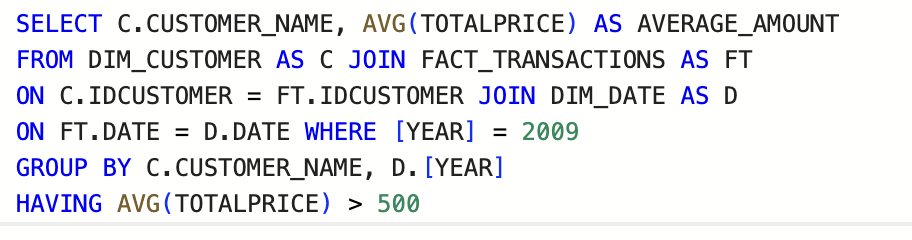 SELECT C.CUSTOMER_NAME, AVG(TOTALPRICE) AS AVERAGE_AMOUNT
FROM DIM_CUSTOMER AS C JOIN FACT_TRANSACTIONS AS FT
ON C.IDCUSTOMER = FT.IDCUSTOMER JOIN DIM_DATE AS D
ON FT.DATE = D.DATE WHERE [YEAR] = 2009
GROUP BY C.CUSTOMER_NAME, D.[YEAR]
HAVING AVG(TOTALPRICE) > 500